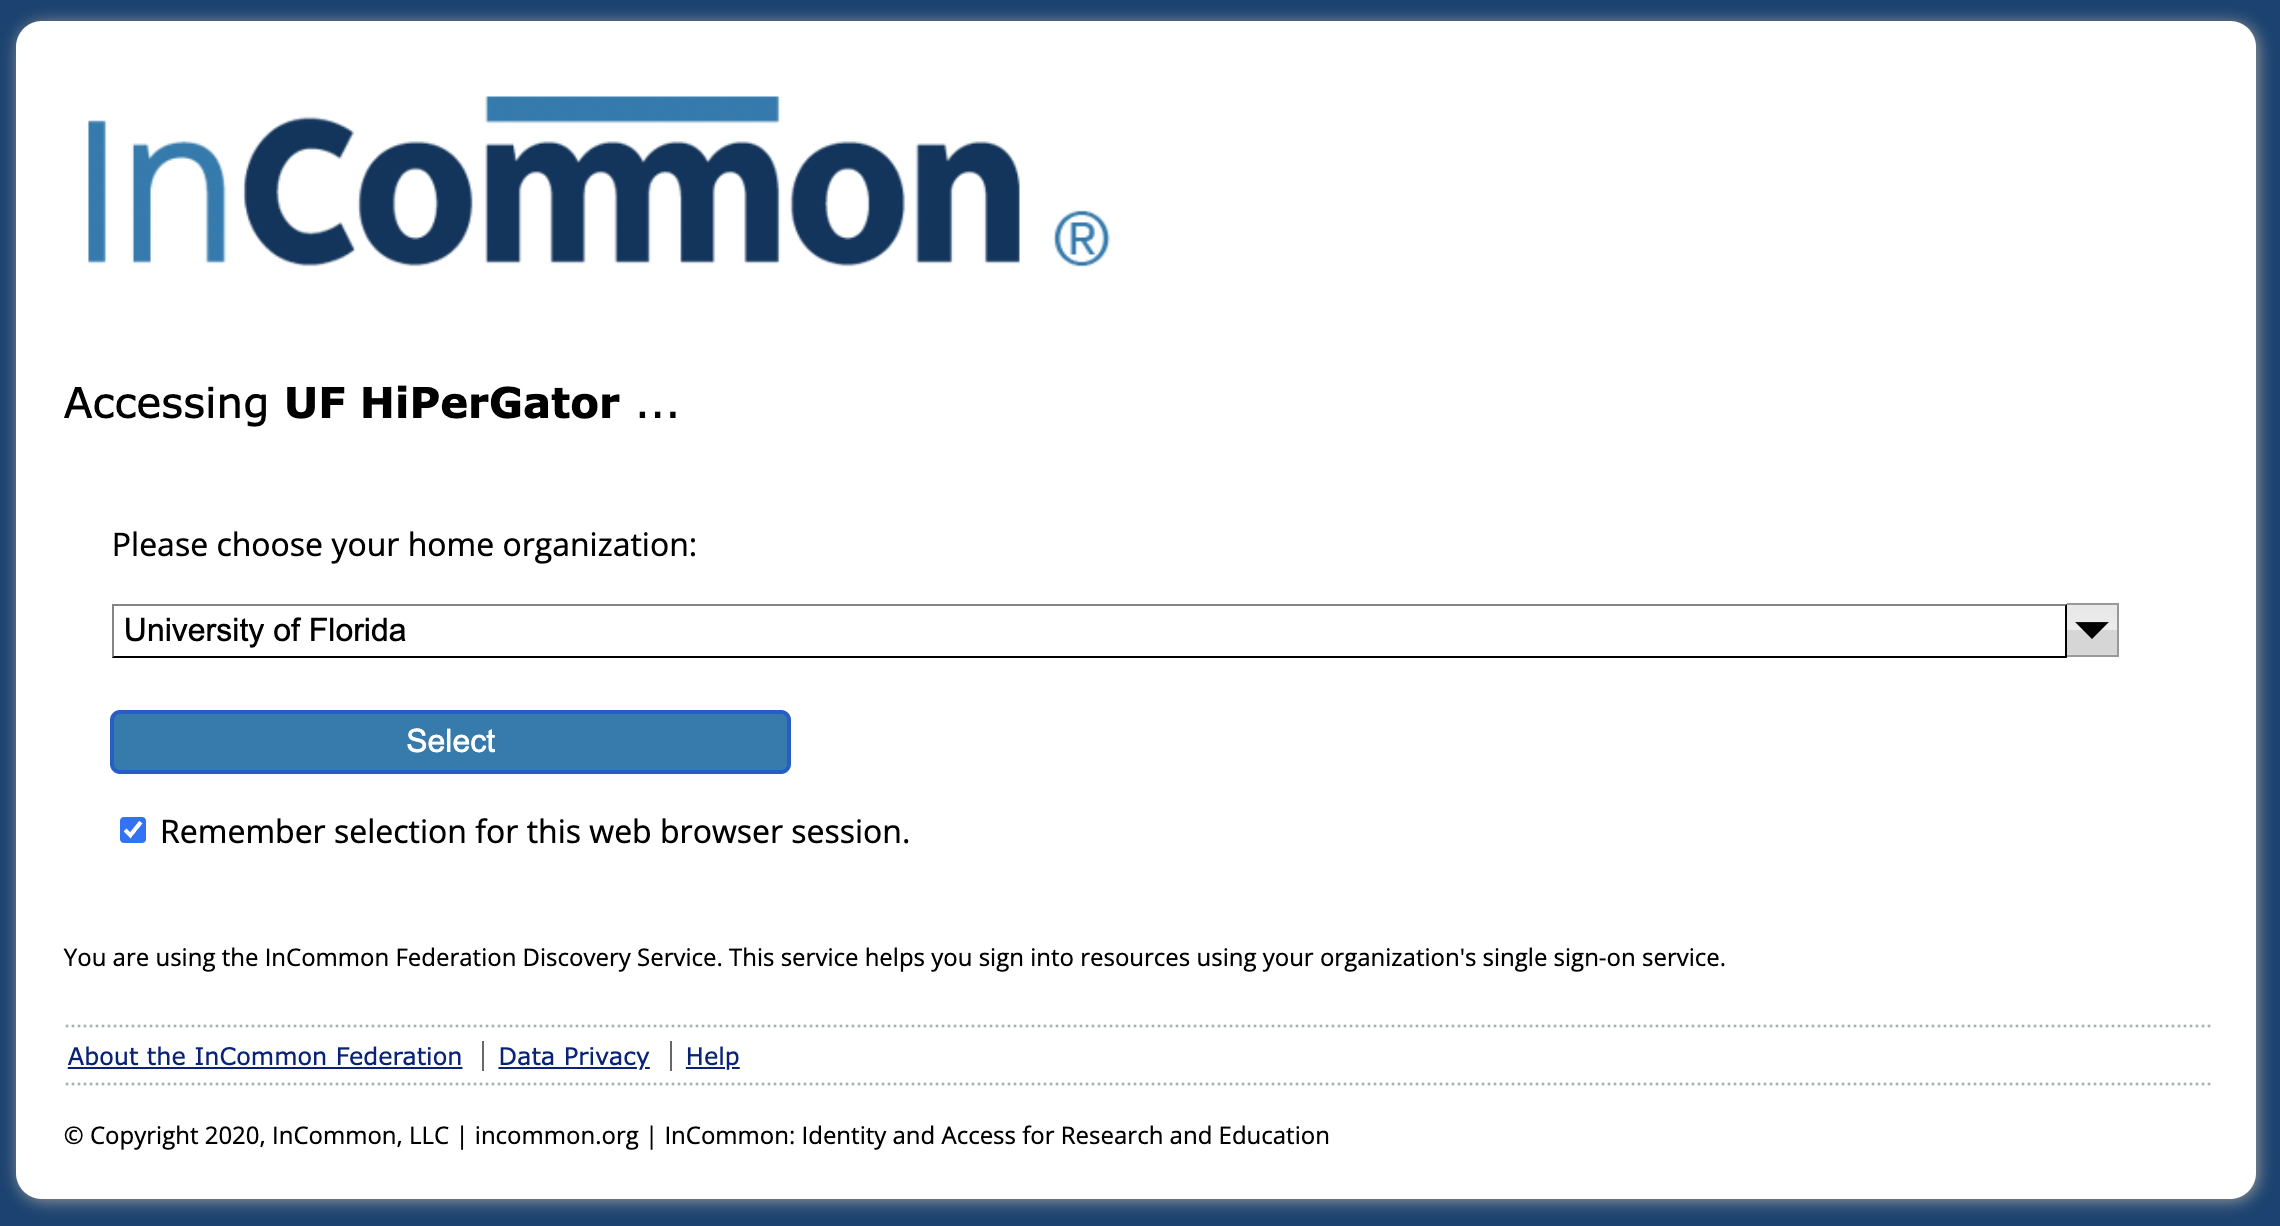 InCommon ®
Accessing UF HiPerGator ...
Please choose your home organization:
University of Florida
Select
Remember selection for this web browser session.
You are using the InCommon Federation Discovery Service. This service helps you sign into resources using your organization's single sign-on service.
About the InCommon Federation | Data Privacy | Help
© Copyright 2020, InCommon, LLC | incommon.org | InCommon: Identity and Access for Research and Education